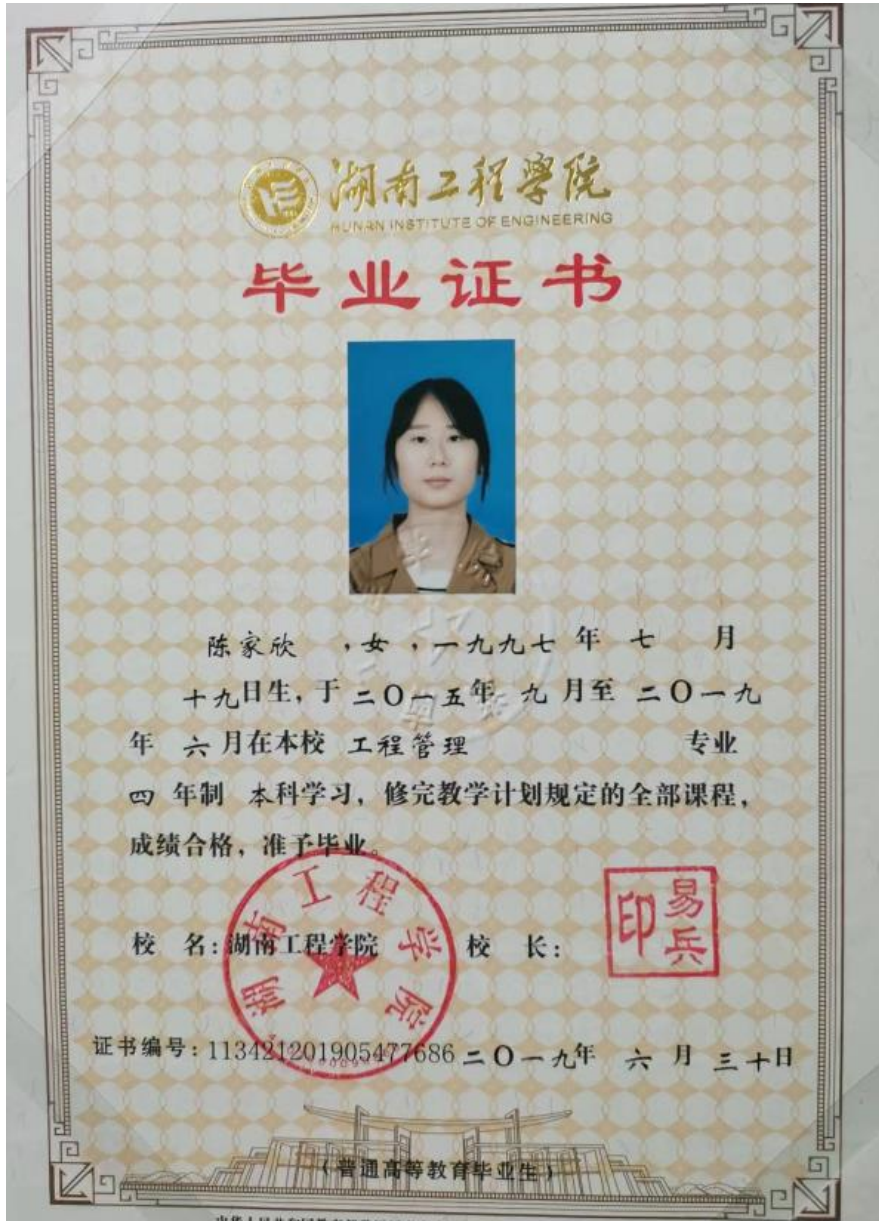 湖南工程學院
HUNAN INSTITUTE OF ENGINEERING
毕业证书
陈家欣 ,女,一九九七 年 七 月
十九日生,于 二〇一五年 九 月至 二〇一九
年 六 月在本校 工程管理 专业
四 年制 本科学习,修完教学计划规定的全部课程,
成绩合格,准予毕业。
校 名:湖南工程学院 校 长:
湖南工程学院
易兵印
证书编号:113421201905477686 二〇一九年 六 月 三十日
(普通高等教育毕业生)